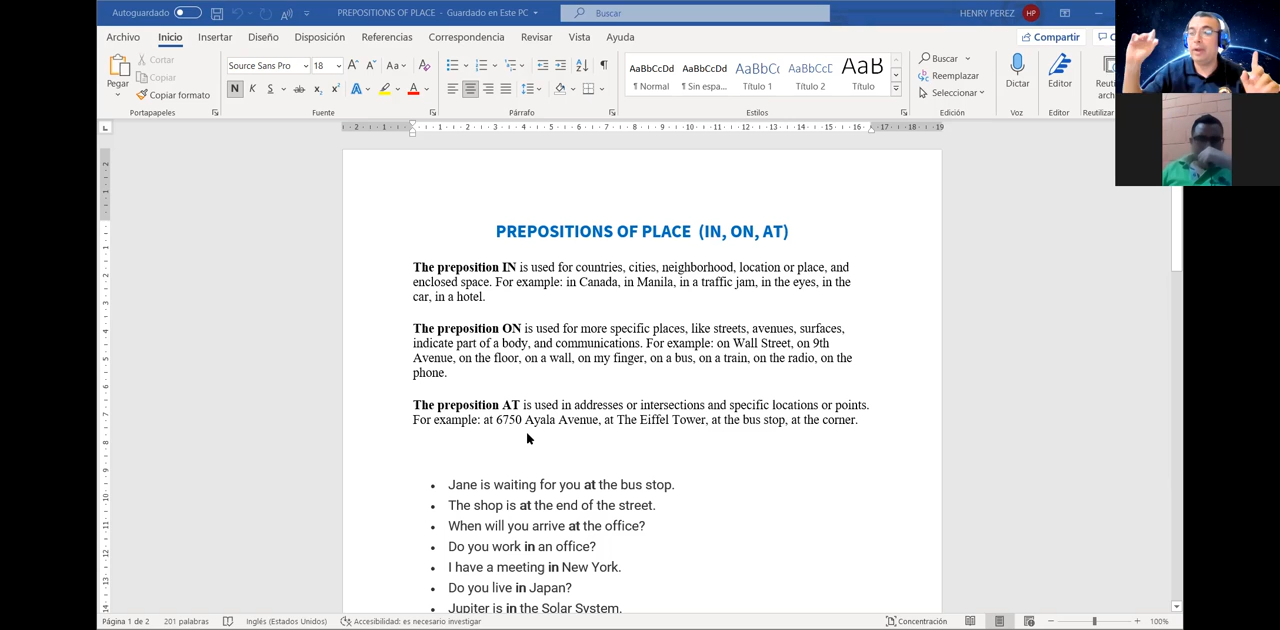 Autoguardado
PREPOSITIONS OF PLACE - Guardado en Este PC
Buscar
HENRY PEREZ HP
Archivo Inicio Insertar Diseño Disposición Referencias Correspondencia Revisar Vista Ayuda Compartir
Pegar
Cortar
Copiar
Copiar formato
Source Sans Pro 18
N K S
AaBbCcDd AaBbCcDd AaBbCc AaBbCcD AaB
¶ Normal ¶ Sin espa... Título 1 Título 2 Título
Buscar
Reemplazar
Seleccionar
Dictar
Editor
Reuti
arch
Portapapeles Fuente Párrafo Estilos Edición Voz Editor Reutilizar
PREPOSITIONS OF PLACE (IN, ON, AT)
The preposition IN is used for countries, cities, neighborhood, location or place, and
enclosed space. For example: in Canada, in Manila, in a traffic jam, in the eyes, in the
car, in a hotel.
The preposition ON is used for more specific places, like streets, avenues, surfaces,
indicate part of a body, and communications. For example: on Wall Street, on 9th
Avenue, on the floor, on a wall, on my finger, on a bus, on a train, on the radio, on the
phone.
The preposition AT is used in addresses or intersections and specific locations or points.
For example: at 6750 Ayala Avenue, at The Eiffel Tower, at the bus stop, at the corner.
• Jane is waiting for you at the bus stop.
• The shop is at the end of the street.
• When will you arrive at the office?
• Do you work in an office?
• I have a meeting in New York.
• Do you live in Japan?
• Jupiter is in the Solar System.
Página 1 de 2 201 palabras Inglés (Estados Unidos) Accesibilidad: es necesario investigar Concentración 100%